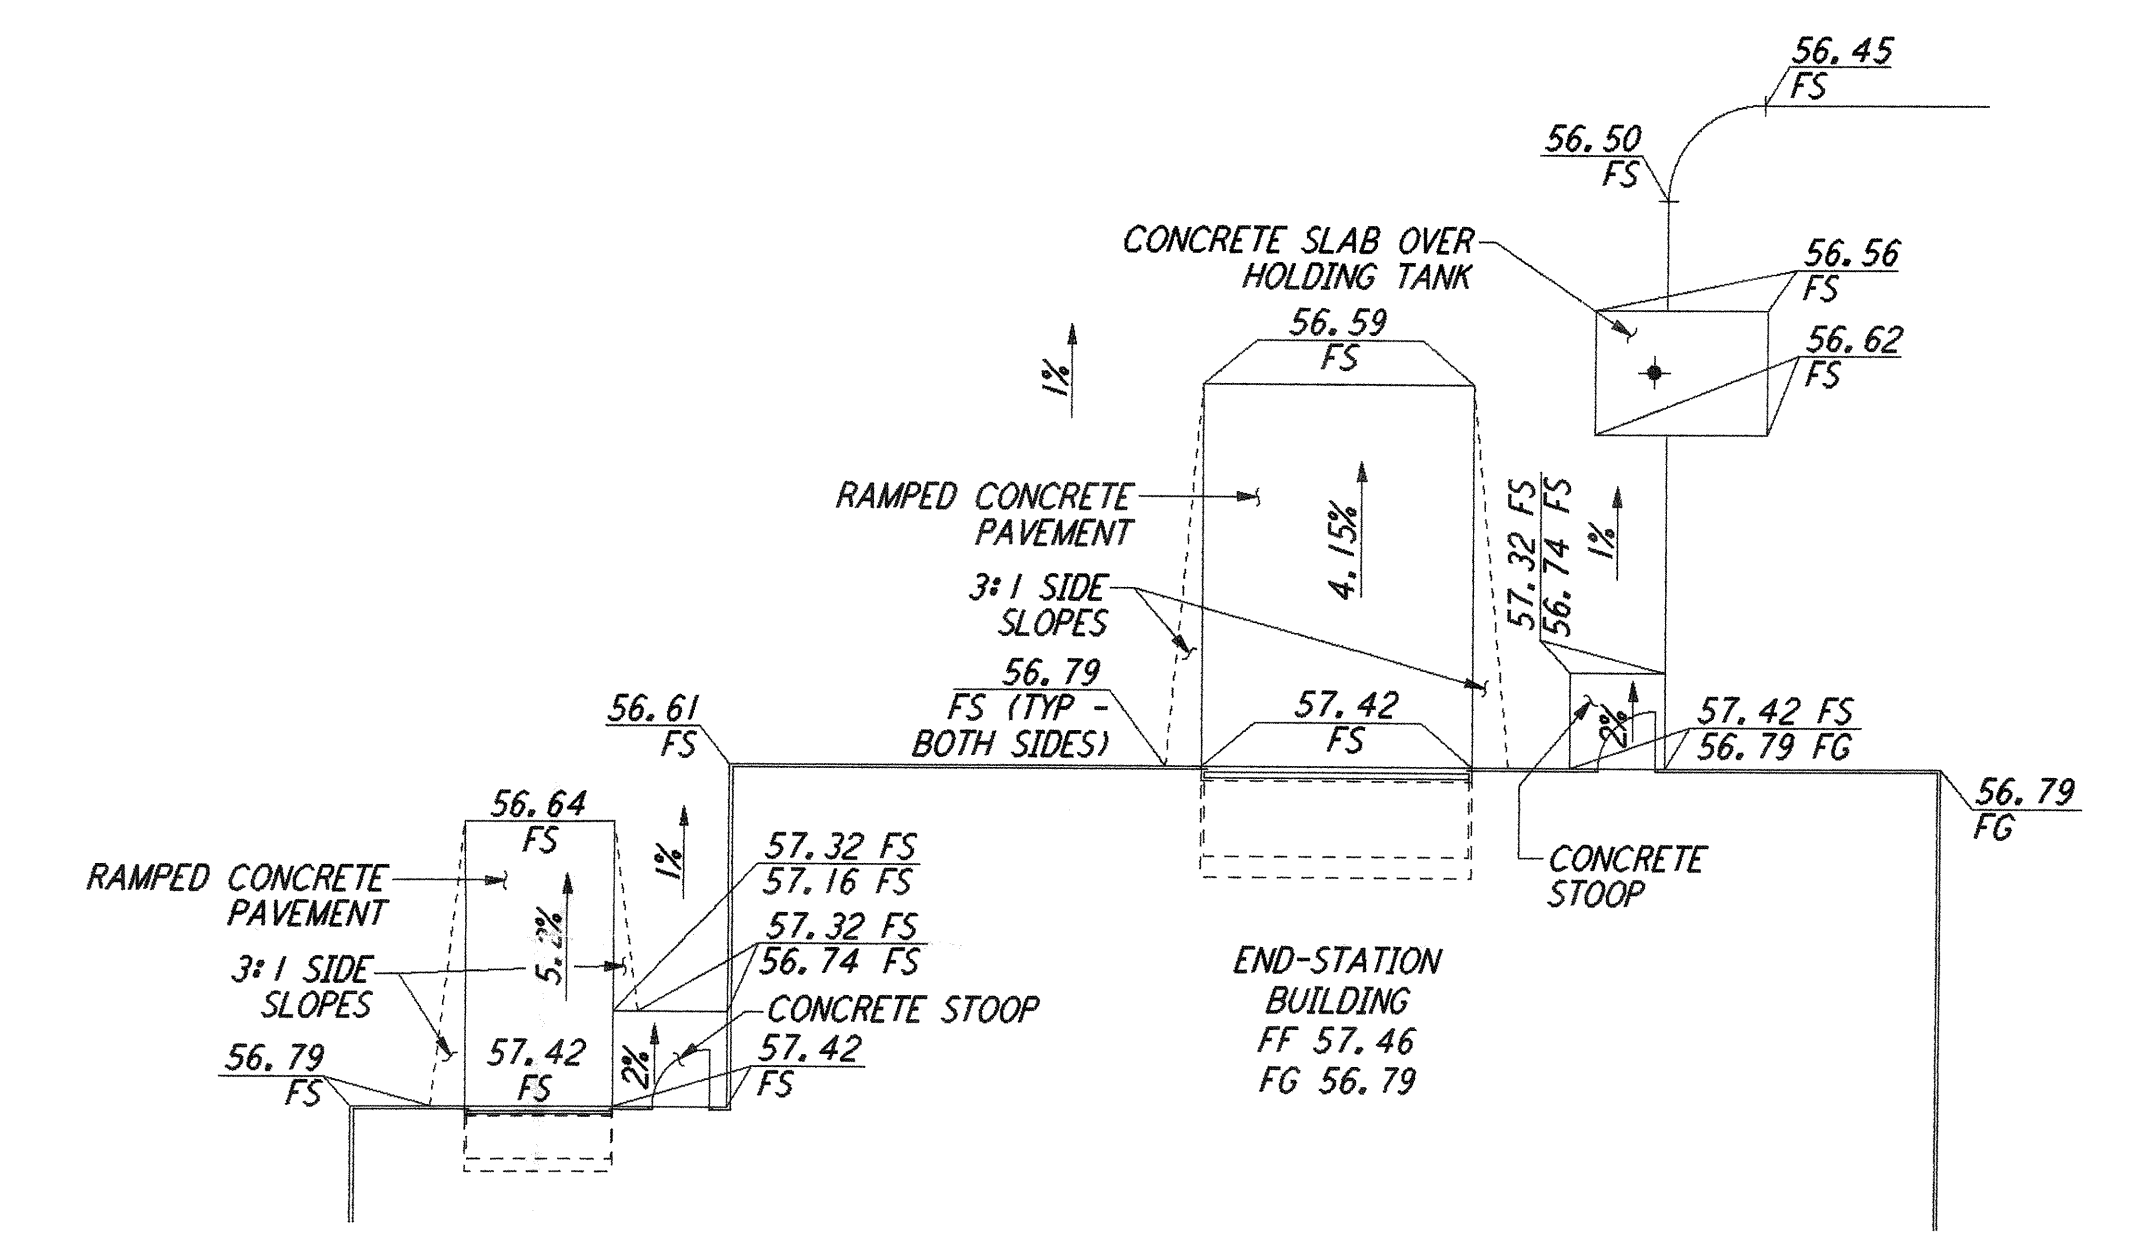 56.45
FS
56.50
FS
CONCRETE SLAB OVER
HOLDING TANK
56.56
FS
56.59
FS
56.62
FS
1%
RAMPED CONCRETE
PAVEMENT
4.15%
57.32 FS
56.74 FS
1%
3:1 SIDE
SLOPES
56.79
FS (TYP -
BOTH SIDES)
57.42
FS
2%
57.42 FS
56.79 FG
56.61
FS
56.79
FG
56.64
FS
1%
57.32 FS
57.16 FS
CONCRETE
STOOP
RAMPED CONCRETE
PAVEMENT
5.2%
57.32 FS
56.74 FS
3:1 SIDE
SLOPES
CONCRETE STOOP
END-STATION
BUILDING
FF 57.46
FG 56.79
56.79
FS
57.42
FS
2%
57.42
FS